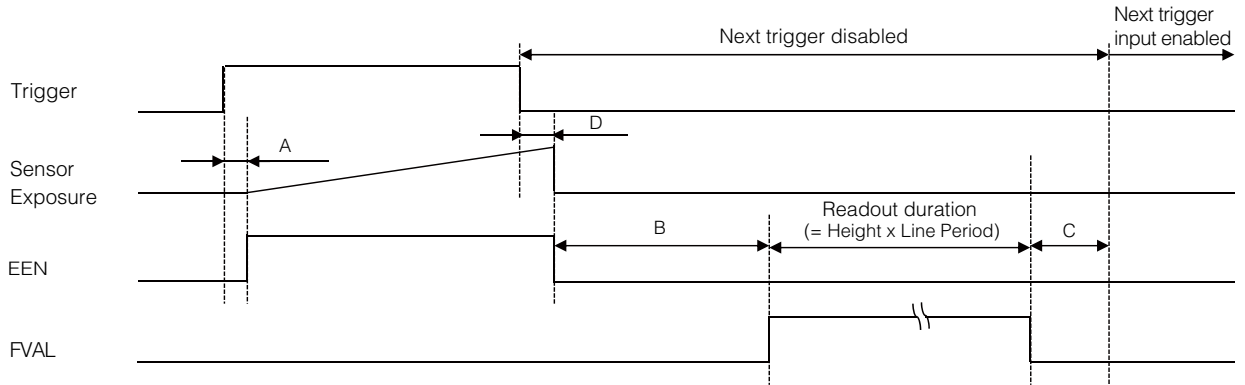 Next trigger disabled
Next trigger
input enabled
Trigger
D
A
Sensor
Exposure
Readout duration
(= Height x Line Period)
B
C
EEN
FVAL